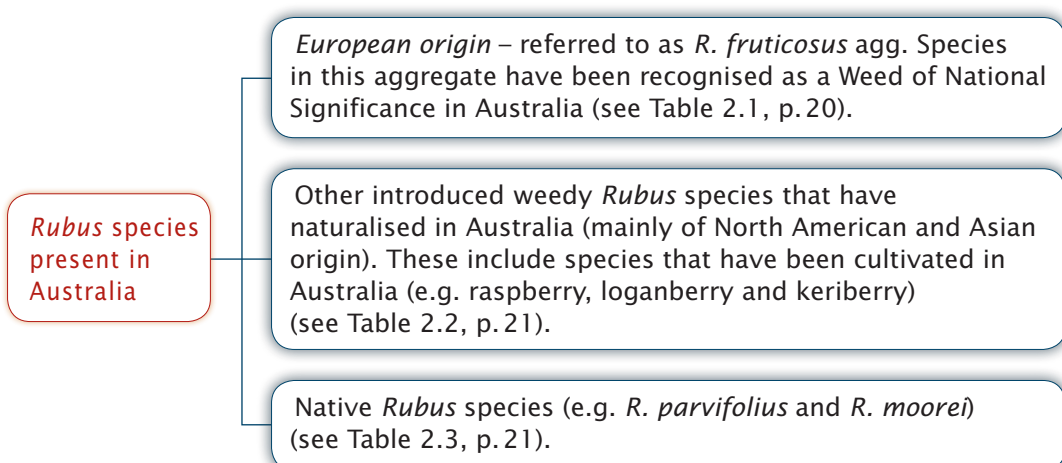 Rubus species
present in
Australia
European origin – referred to as R. fruticosus agg. Species
in this aggregate have been recognised as a Weed of National
Significance in Australia (see Table 2.1, p.20).
Other introduced weedy Rubus species that have
naturalised in Australia (mainly of North American and Asian
origin). These include species that have been cultivated in
Australia (e.g. raspberry, loganberry and keriberry)
(see Table 2.2, p.21).
Native Rubus species (e.g. R. parvifolius and R. moorei)
(see Table 2.3, p.21).